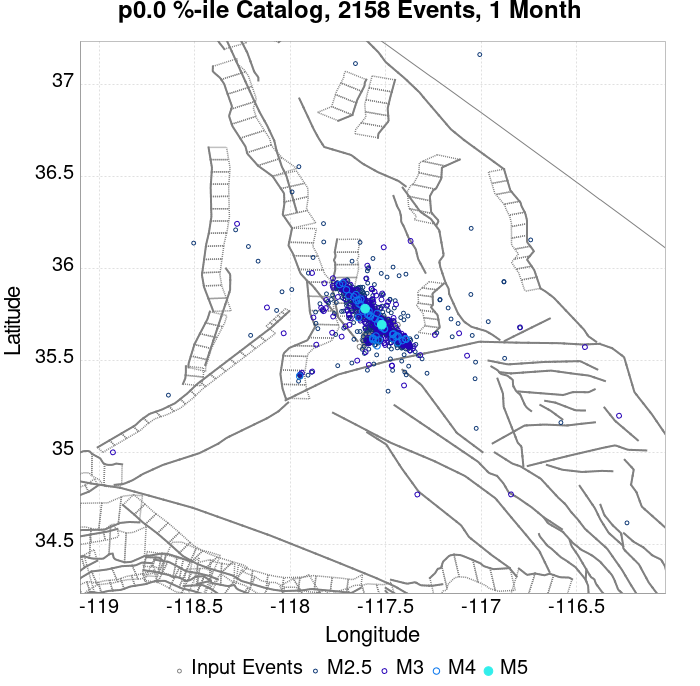 p0.0 %-ile Catalog, 2158 Events, 1 Month
37
36.5
36
35.5
35
34.5
Latitude
-119 -118.5 -118 -117.5 -117 -116.5
Longitude
Input Events M2.5 M3 M4 M5